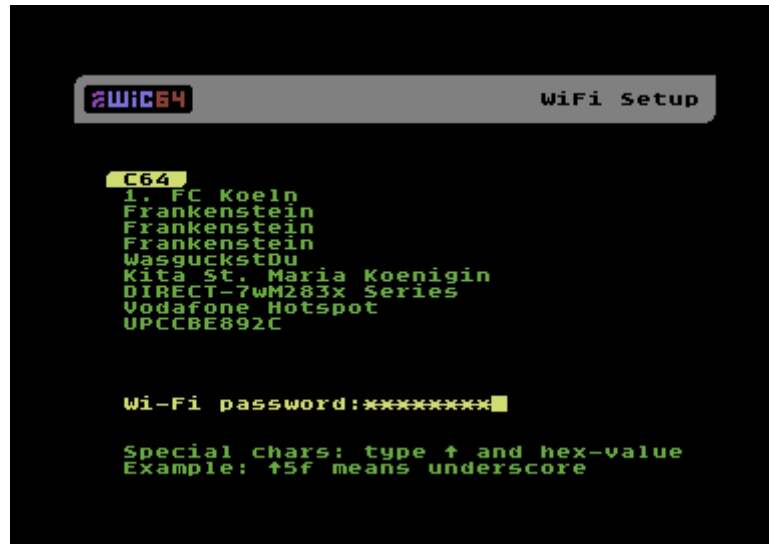 WiC64
WiFi Setup
C64
1. FC Koeln
Frankenstein
Frankenstein
Frankenstein
WasguckstDu
Kita St. Maria Koenigin
DIRECT-7wM283x Series
Vodafone Hotspot
UPCCBE892C
Wi-Fi password:********
Special chars: type ↑ and hex-value
Example: ↑5f means underscore